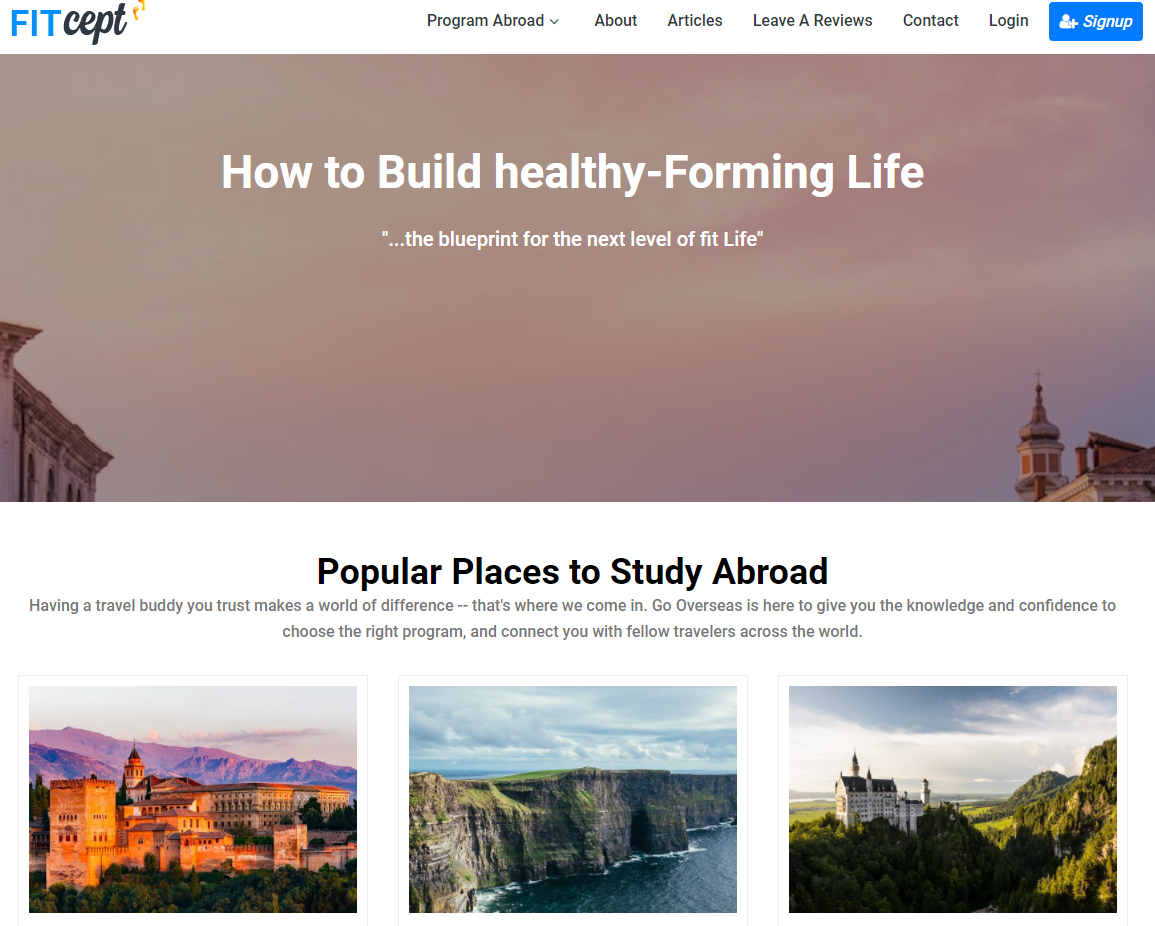 FITcept
Program Abroad
About
Articles
Leave A Reviews
Contact
Login
Signup
How to Build healthy-Forming Life
"...the blueprint for the next level of fit Life"
Popular Places to Study Abroad
Having a travel buddy you trust makes a world of difference -- that's where we come in. Go Overseas is here to give you the knowledge and confidence to
choose the right program, and connect you with fellow travelers across the world.